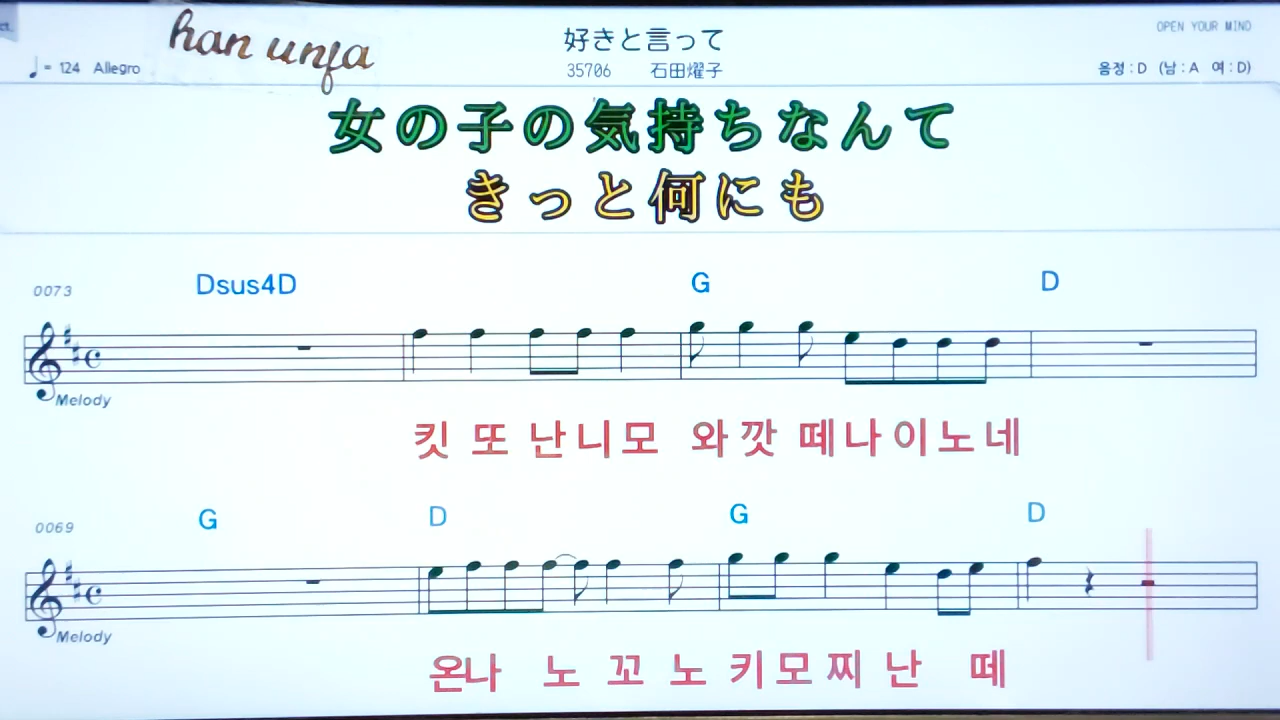 ct.
han unja
好きと言って
OPEN YOUR MIND
♩= 124 Allegro
35706 石田燿子
음정 : D (남 : A 여 : D)
女の子の気持ちなんて
きっと何にも
Dsus4D G D
0073
Melody
킷 또 난니모 와깟 떼나이노네
G D G D
0069
Melody
온나 노 꼬 노 키모찌 난 떼